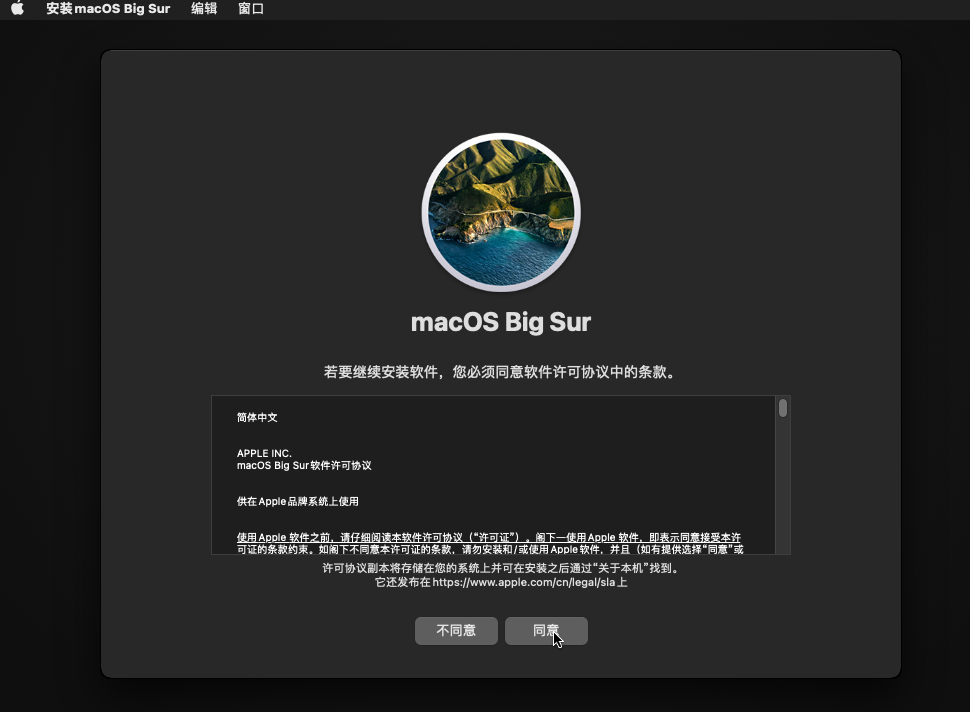 安装macOS Big Sur 编辑 窗口
macOS Big Sur
若要继续安装软件，您必须同意软件许可协议中的条款。
简体中文
APPLE INC.
macOS Big Sur软件许可协议
供在Apple品牌系统上使用
使用Apple 软件之前，请仔细阅读本软件许可协议（“许可证”）。阁下一使用Apple 软件，即表示同意接受本许
可证的条款约束。如阁下不同意本许可证的条款，请勿安装和/或使用Apple软件，并且（如有提供选择“同意”或
许可协议副本将存储在您的系统上并可在安装之后通过“关于本机”找到。
它还发布在https://www.apple.com/cn/legal/sla上
不同意 同意